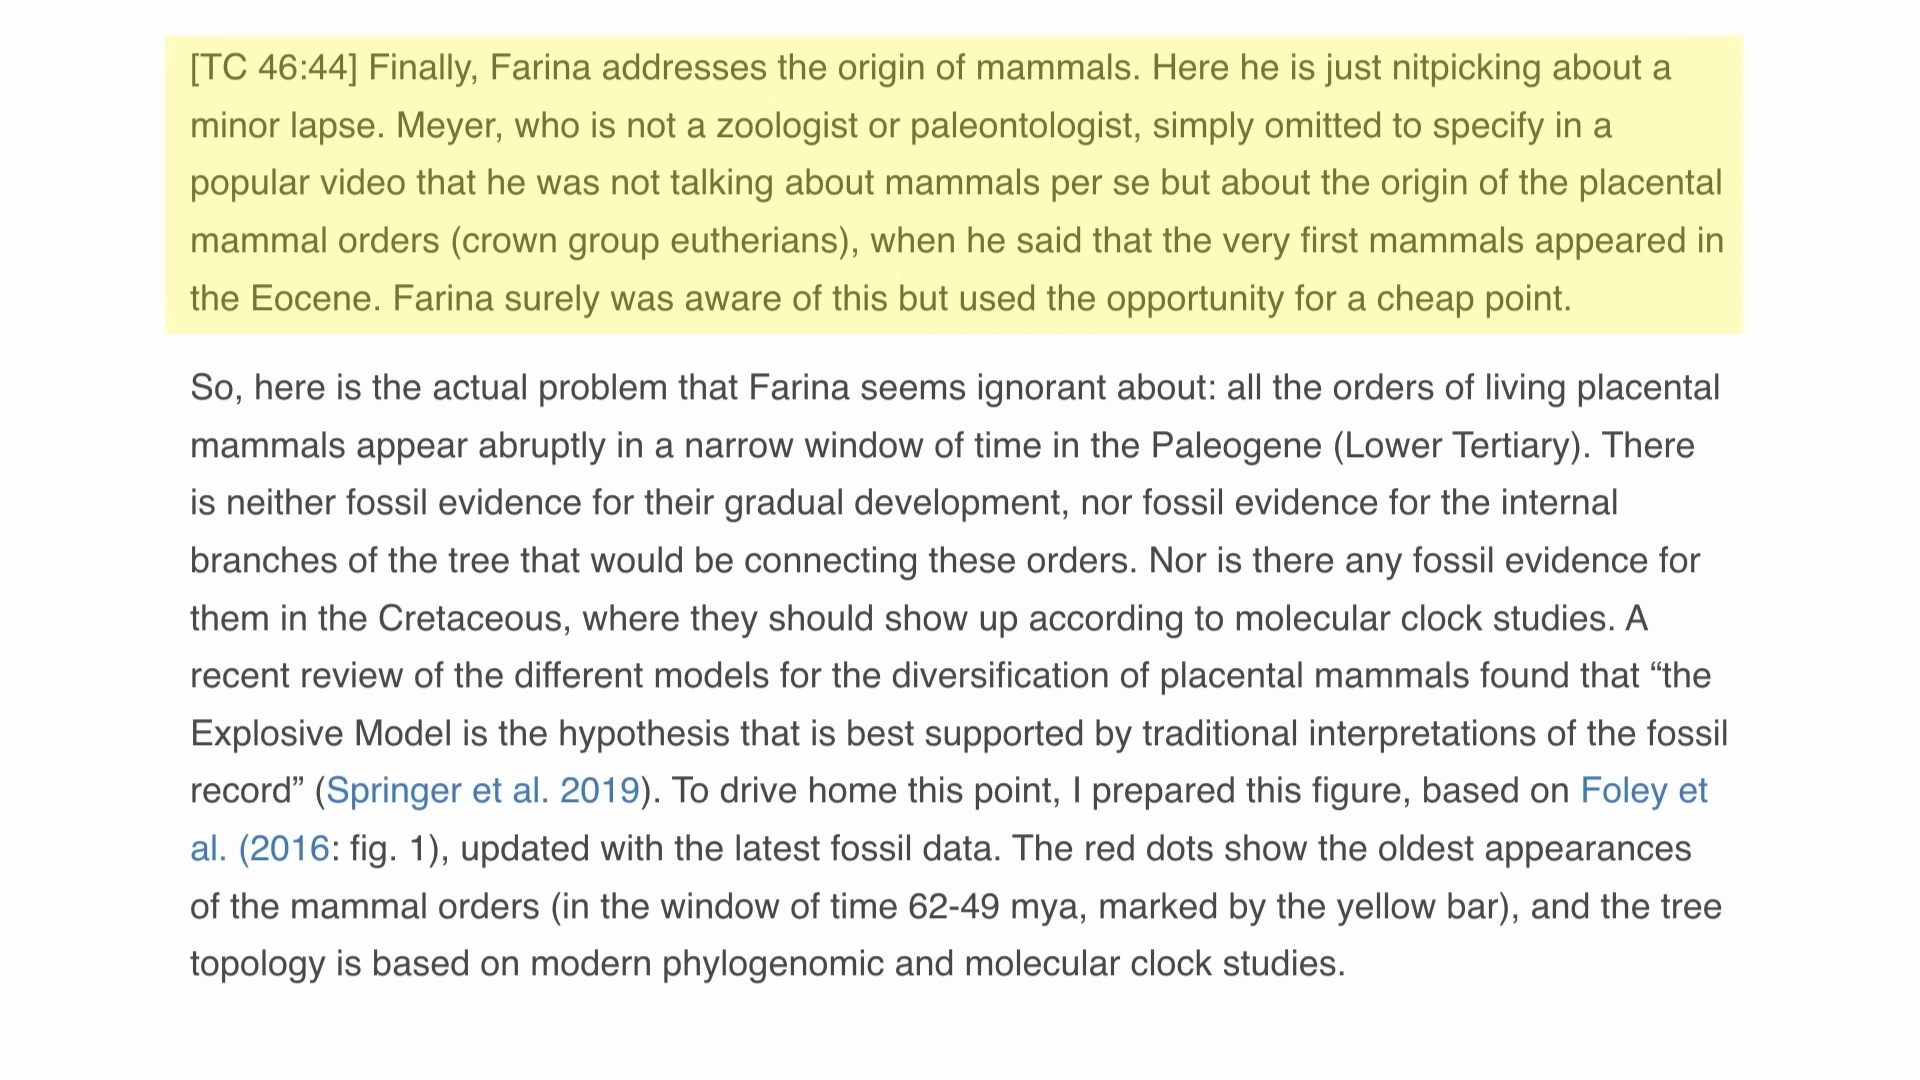 [TC 46:44] Finally, Farina addresses the origin of mammals. Here he is just nitpicking about a
minor lapse. Meyer, who is not a zoologist or paleontologist, simply omitted to specify in a
popular video that he was not talking about mammals per se but about the origin of the placental
mammal orders (crown group eutherians), when he said that the very first mammals appeared in
the Eocene. Farina surely was aware of this but used the opportunity for a cheap point.
So, here is the actual problem that Farina seems ignorant about: all the orders of living placental
mammals appear abruptly in a narrow window of time in the Paleogene (Lower Tertiary). There
is neither fossil evidence for their gradual development, nor fossil evidence for the internal
branches of the tree that would be connecting these orders. Nor is there any fossil evidence for
them in the Cretaceous, where they should show up according to molecular clock studies. A
recent review of the different models for the diversification of placental mammals found that “the
Explosive Model is the hypothesis that is best supported by traditional interpretations of the fossil
record” (Springer et al. 2019). To drive home this point, I prepared this figure, based on Foley et
al. (2016: fig. 1), updated with the latest fossil data. The red dots show the oldest appearances
of the mammal orders (in the window of time 62-49 mya, marked by the yellow bar), and the tree
topology is based on modern phylogenomic and molecular clock studies.